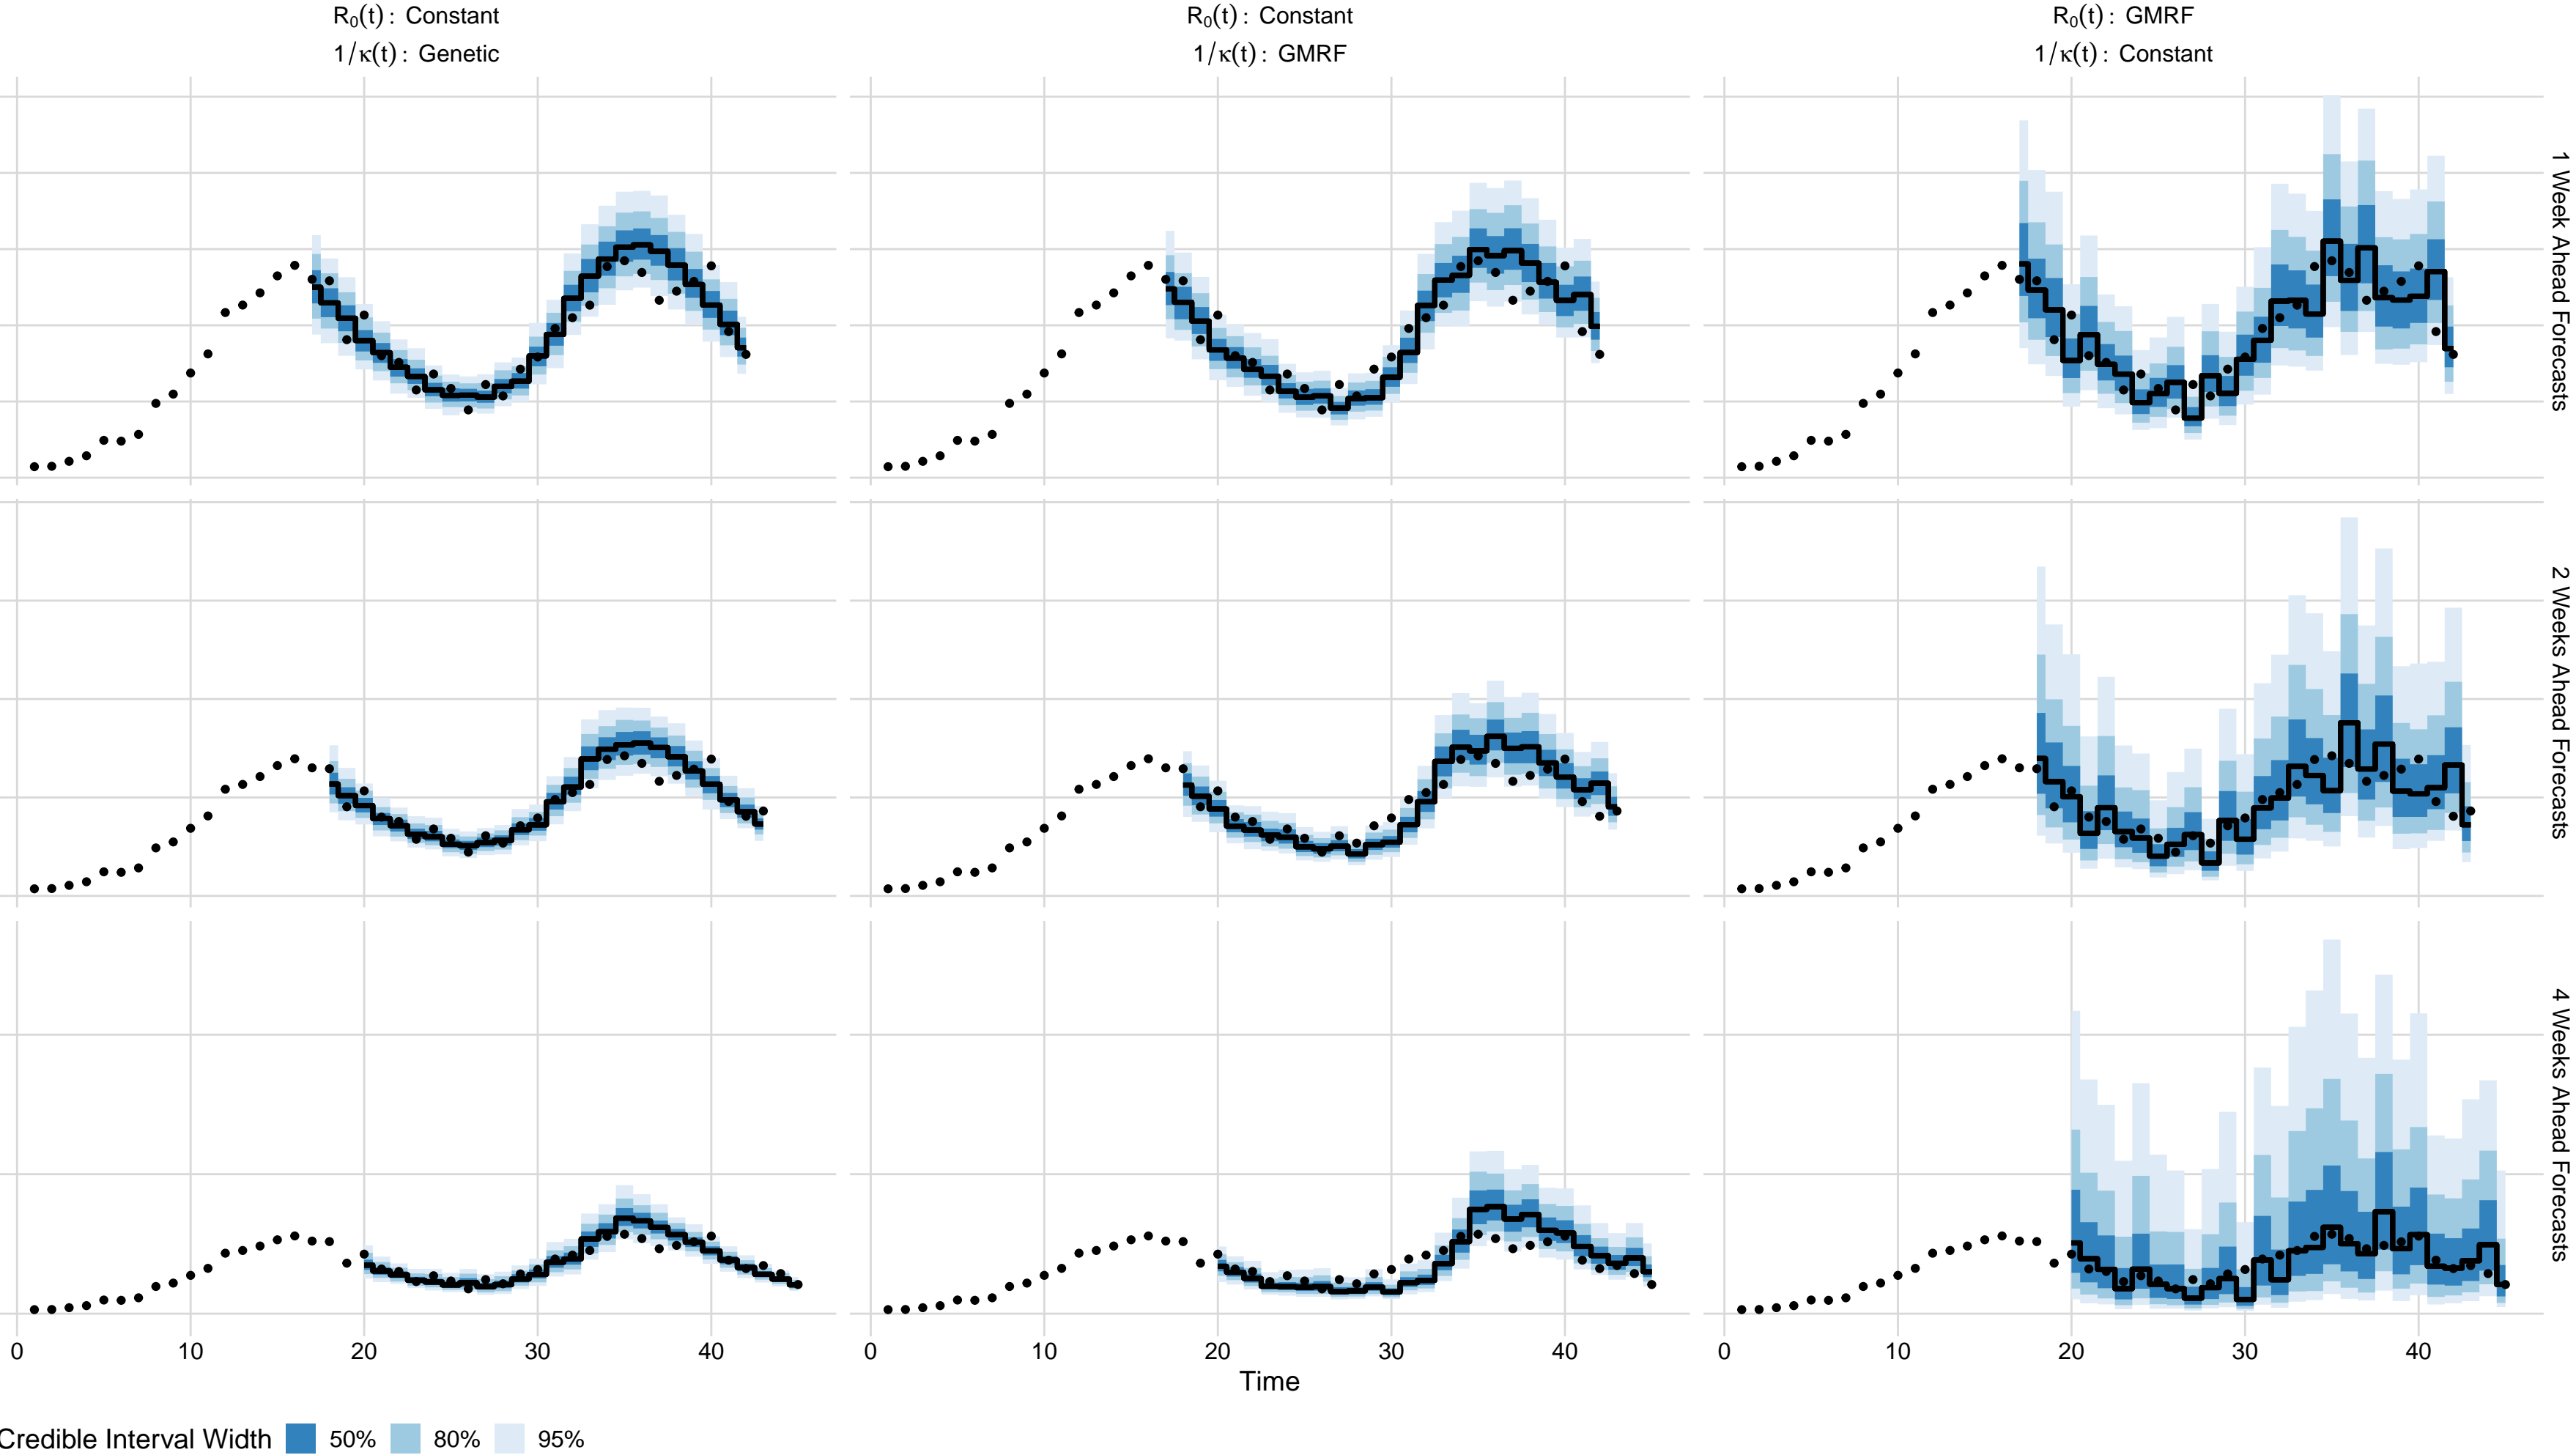 R₀(t): Constant
1/κ(t): Genetic
R₀(t): Constant
1/κ(t): GMRF
R₀(t): GMRF
1/κ(t): Constant
1 Week Ahead Forecasts
2 Weeks Ahead Forecasts
4 Weeks Ahead Forecasts
0 10 20 30 40
0 10 20 30 40
0 10 20 30 40
Time
Credible Interval Width 50% 80% 95%